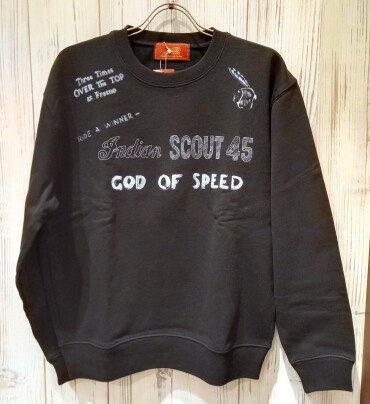 Three Times
OVER THE TOP
at Fresno
RIDE A WINNER-
Indian SCOUT 45
GOD OF SPEED